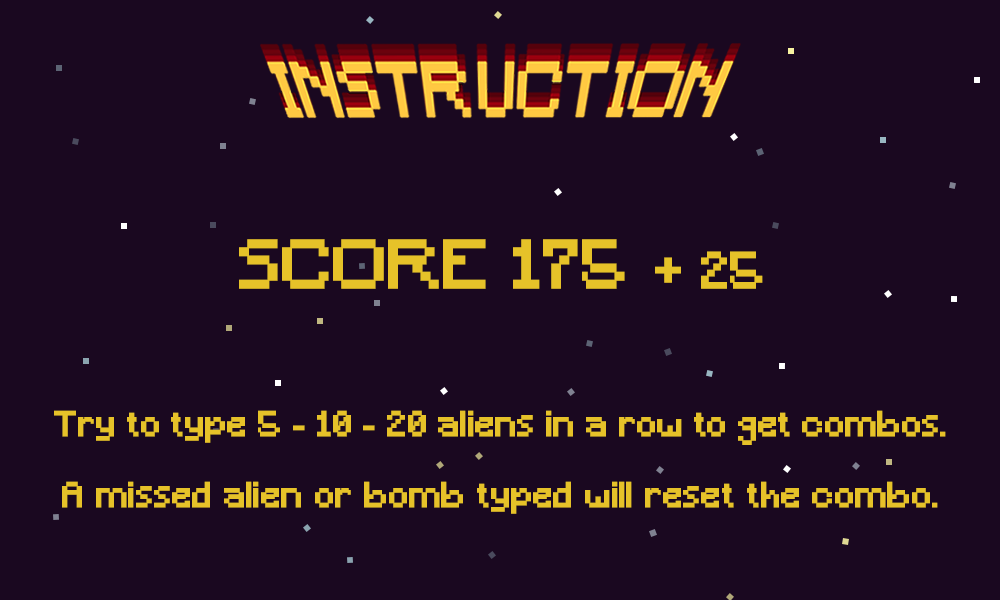 INSTRUCTION
SCORE 175 + 25
Try to type 5 - 10 - 20 aliens in a row to get combos.
A missed alien or bomb typed will reset the combo.